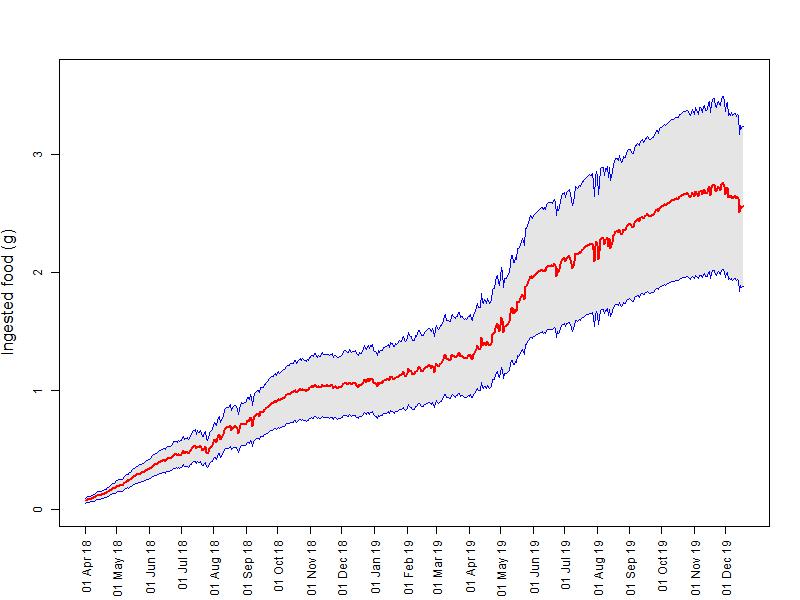 Ingested food (g)
3
2
1
0
01 Apr 18
01 May 18
01 Jun 18
01 Jul 18
01 Aug 18
01 Sep 18
01 Oct 18
01 Nov 18
01 Dec 18
01 Jan 19
01 Feb 19
01 Mar 19
01 Apr 19
01 May 19
01 Jun 19
01 Jul 19
01 Aug 19
01 Sep 19
01 Oct 19
01 Nov 19
01 Dec 19